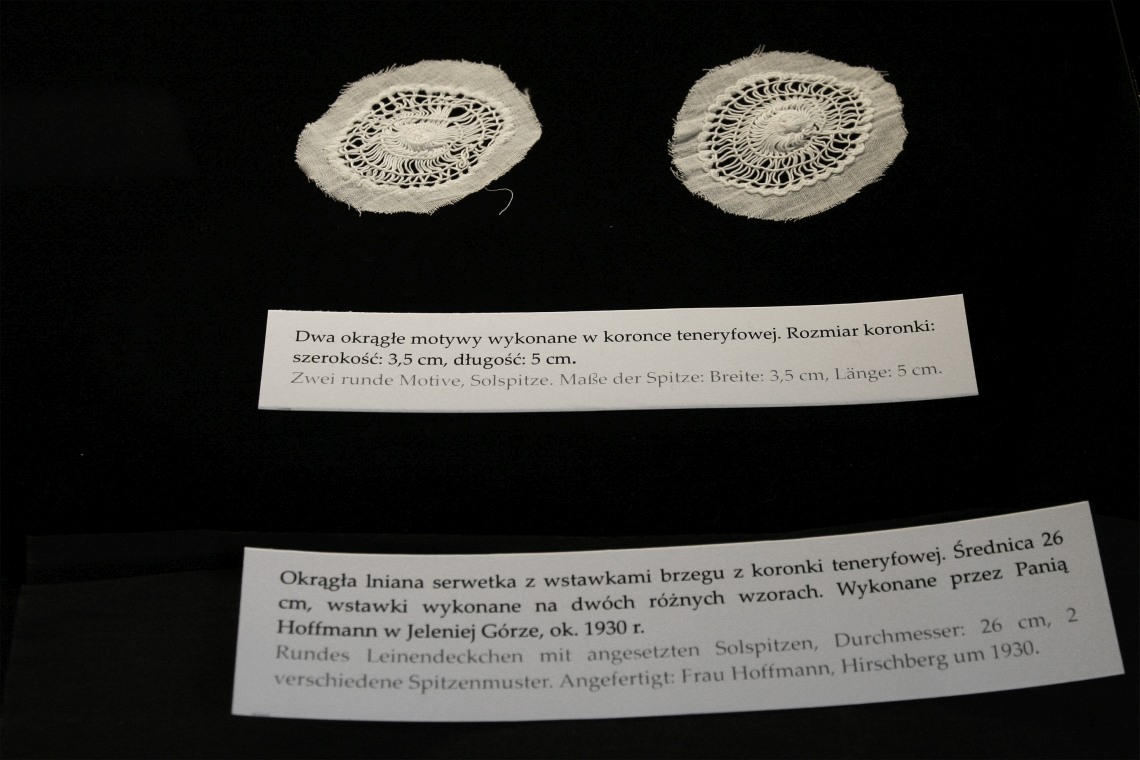 Dwa okrągłe motywy wykonane w koronce teneryfowej. Rozmiar koronki:
szerokość: 3,5 cm, długość: 5 cm.
Zwei runde Motive, Solspitze. Maße der Spitze: Breite: 3,5 cm, Länge: 5 cm.
Okrągła lniana serwetka z wstawkami brzegu z koronki teneryfowej. Średnica 26
cm, wstawki wykonane na dwóch różnych wzorach. Wykonane przez Panią
Hoffmann w Jeleniej Górze, ok. 1930 r.
Rundes Leinendeckchen mit angesetzten Solspitzen, Durchmesser: 26 cm, 2
verschiedene Spitzenmuster. Angefertigt: Frau Hoffmann, Hirschberg um 1930.